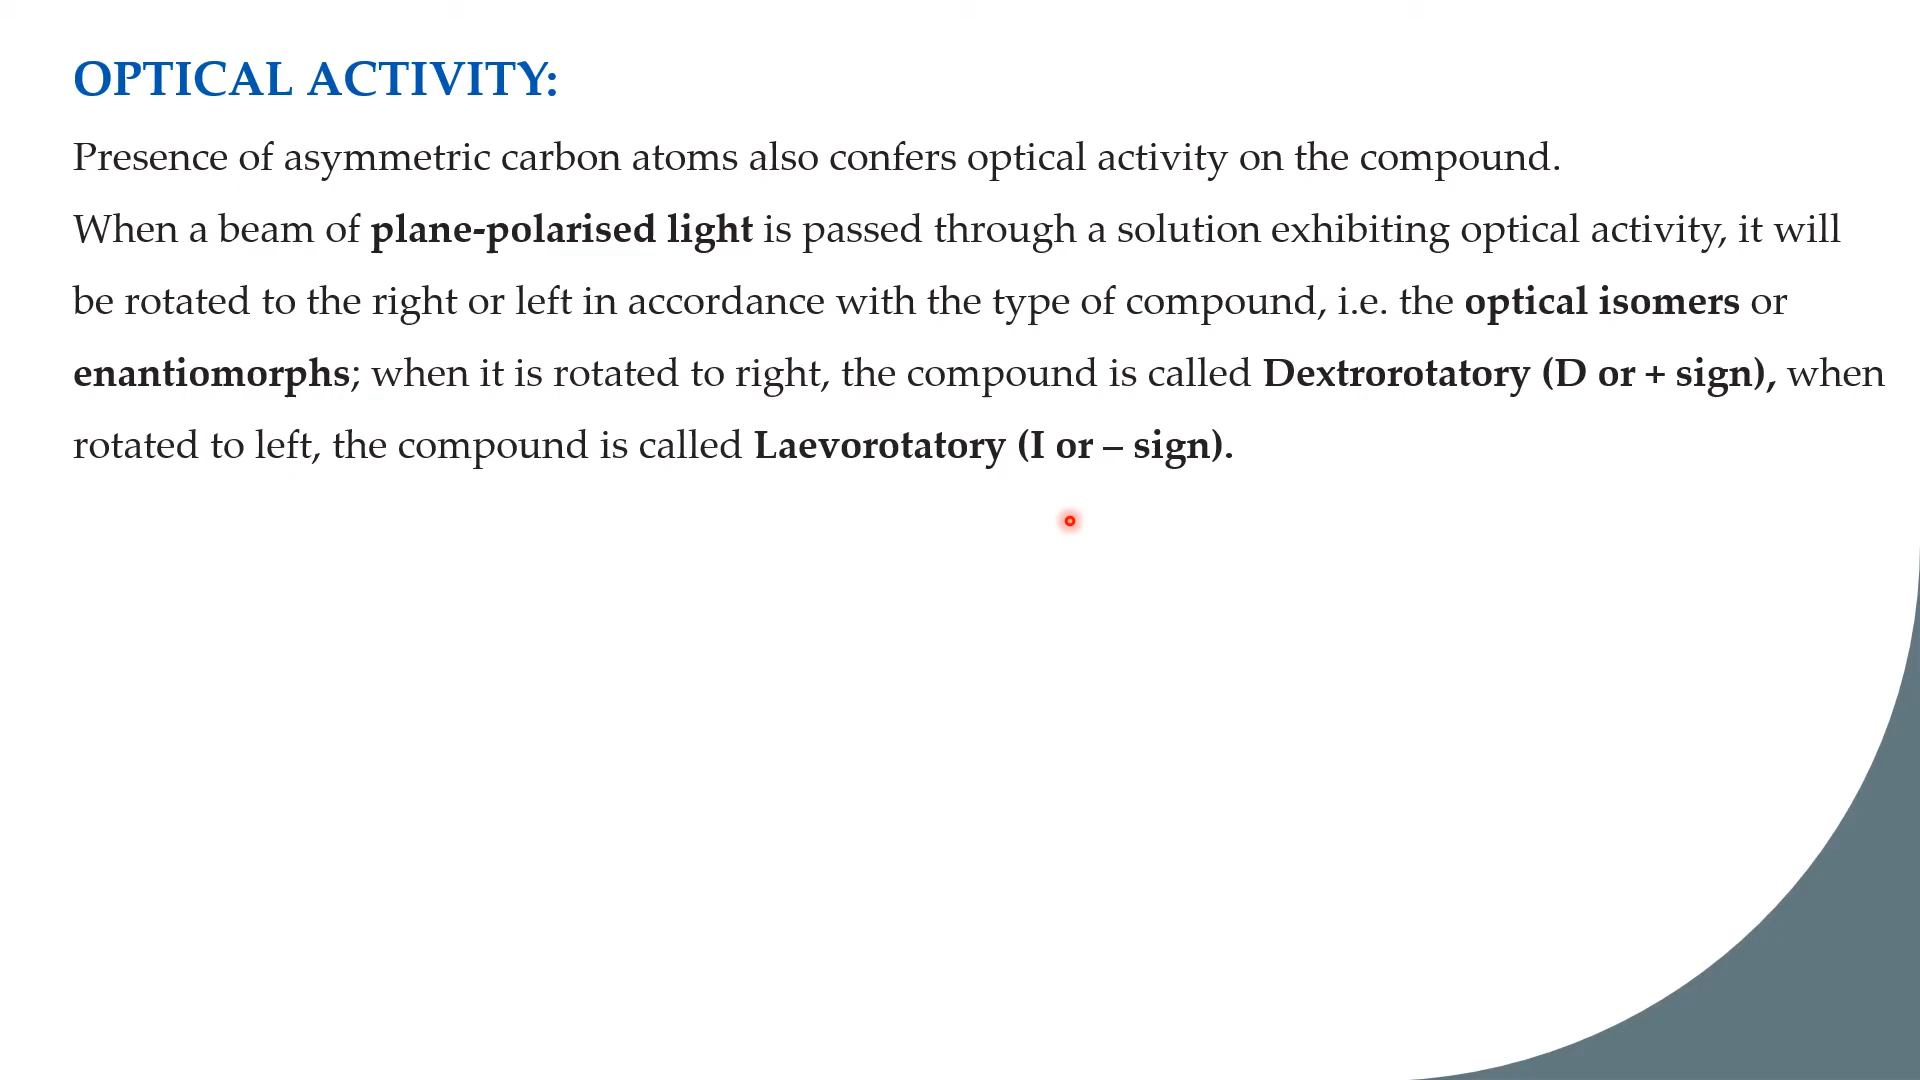 OPTICAL ACTIVITY:
Presence of asymmetric carbon atoms also confers optical activity on the compound.
When a beam of plane-polarised light is passed through a solution exhibiting optical activity, it will
be rotated to the right or left in accordance with the type of compound, i.e. the optical isomers or
enantiomorphs; when it is rotated to right, the compound is called Dextrorotatory (D or + sign), when
rotated to left, the compound is called Laevorotatory (I or – sign).